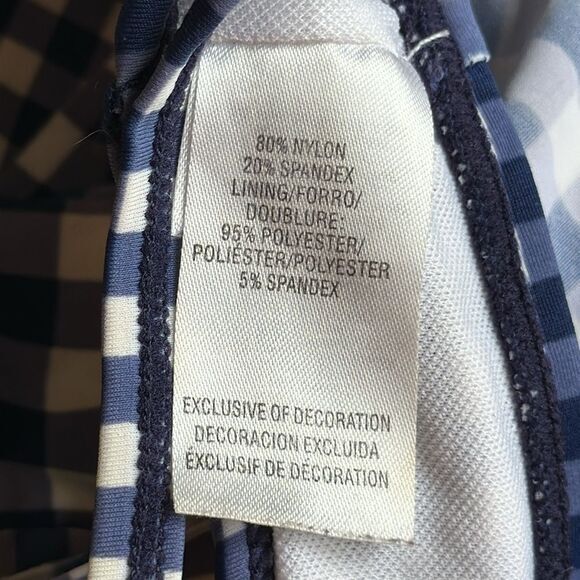 80% NYLON
20% SPANDEX
LINING/FORRO/
DOUBLURE:
95% POLYESTER/
POLIÉSTER/POLYESTER
5% SPANDEX
EXCLUSIVE OF DECORATION
DECORACION EXCLUIDA
EXCLUSIF DE DÉCORATION